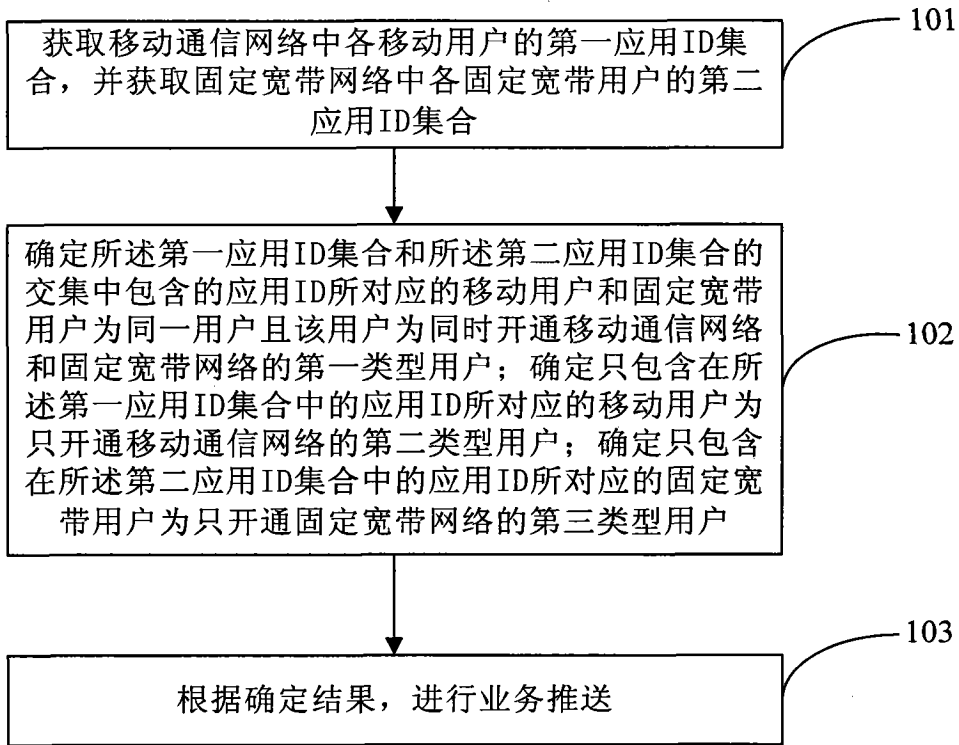 101
获取移动通信网络中各移动用户的第一应用ID集
合，并获取固定宽带网络中各固定宽带用户的第二
应用ID集合
确定所述第一应用ID集合和所述第二应用ID集合的
交集中包含的应用ID所对应的移动用户和固定宽带
用户为同一用户且该用户为同时开通移动通信网络
和固定宽带网络的第一类型用户；确定只包含在所
述第一应用ID集合中的应用ID所对应的移动用户为
只开通移动通信网络的第二类型用户；确定只包含
在所述第二应用ID集合中的应用ID所对应的固定宽
带用户为只开通固定宽带网络的第三类型用户
102
103
根据确定结果，进行业务推送